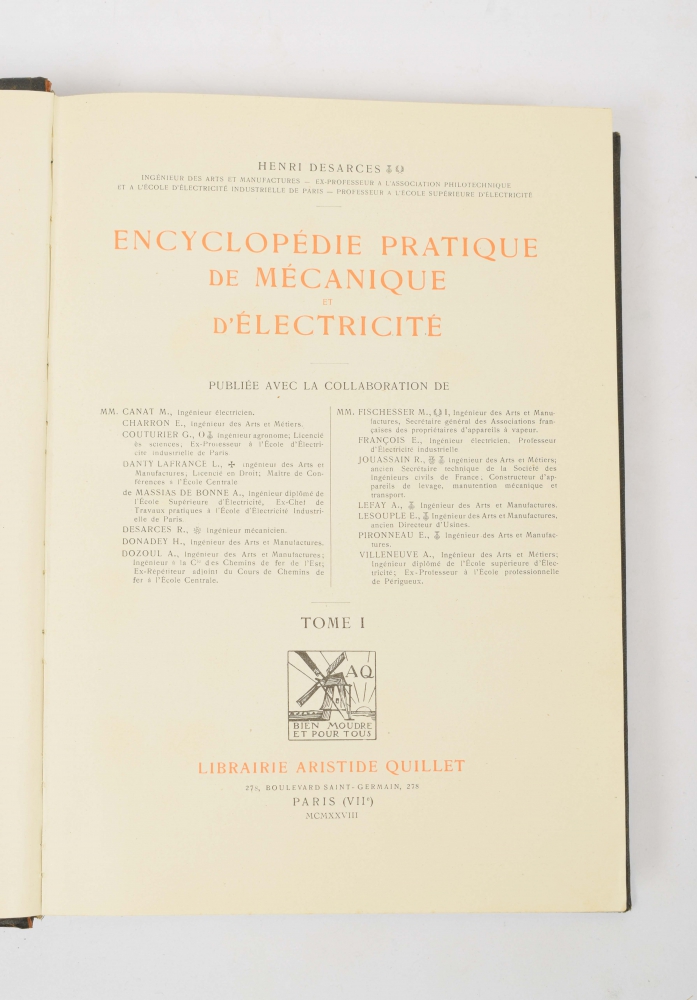 HENRI DESARCES
INGÉNIEUR DES ARTS ET MANUFACTURES — EX-PROFESSEUR A L'ASSOCIATION PHILOTECHNIQUE
ET A L'ÉCOLE D'ÉLECTRICITÉ INDUSTRIELLE DE PARIS — PROFESSEUR A L'ÉCOLE SUPÉRIEURE D'ÉLECTRICITÉ
ENCYCLOPÉDIE PRATIQUE
DE MÉCANIQUE
ET
D'ÉLECTRICITÉ
PUBLIÉE AVEC LA COLLABORATION DE
MM. CANAT M., Ingénieur électricien.
CHARRON E., Ingénieur des Arts et Métiers.
COUTURIER G., Ingénieur agronome; Licencié
ès sciences, Ex-Professeur à l'École d'Électri-
cité industrielle de Paris
DANTY LAFRANCE L., Ingénieur des Arts et
Manufactures, Licencié en Droit; Maître de Con-
férences à l'École Centrale
de MASSIAS DE BONNE A., Ingénieur diplômé de
l'École Supérieure d'Électricité, Ex-Chef de
Travaux pratiques à l'École d'Électricité Industri-
elle de Paris.
DESARCES R., Ingénieur mécanicien.
DONADEY H., Ingénieur des Arts et Manufactures.
DOZOUL A., Ingénieur des Arts et Manufactures;
Ingénieur à la Cie des Chemins de fer de l'Est;
Ex-Répétiteur adjoint du Cours de Chemins de
fer à l'École Centrale.
MM. FISCHESSER M., I, Ingénieur des Arts et Manu-
factures, Secrétaire général des Associations fran-
çaises des propriétaires d'appareils à vapeur.
FRANÇOIS E., Ingénieur électricien. Professeur
d'Électricité industrielle
JOUASSAIN R., Ingénieur des Arts et Métiers;
ancien Secrétaire technique de la Société des
Ingénieurs civils de France; Constructeur d'ap-
pareils de levage, manutention mécanique et
transport.
LEFAY A., Ingénieur des Arts et Manufactures.
LESOUPLE E., Ingénieur des Arts et Manufactures,
ancien Directeur d'Usines.
PIRONNEAU E., Ingénieur des Arts et Manufac-
tures.
VILLENEUVE A., Ingénieur des Arts et Métiers;
Ingénieur diplômé de l'École supérieure d'Élec-
tricité; Ex-Professeur à l'École professionnelle
de Périgueux.
TOME I
AQ
BIEN MOUDRE
ET POUR TOUS
LIBRAIRIE ARISTIDE QUILLET
278, BOULEVARD SAINT-GERMAIN, 278
PARIS (VIIe)
MCMXXVIII